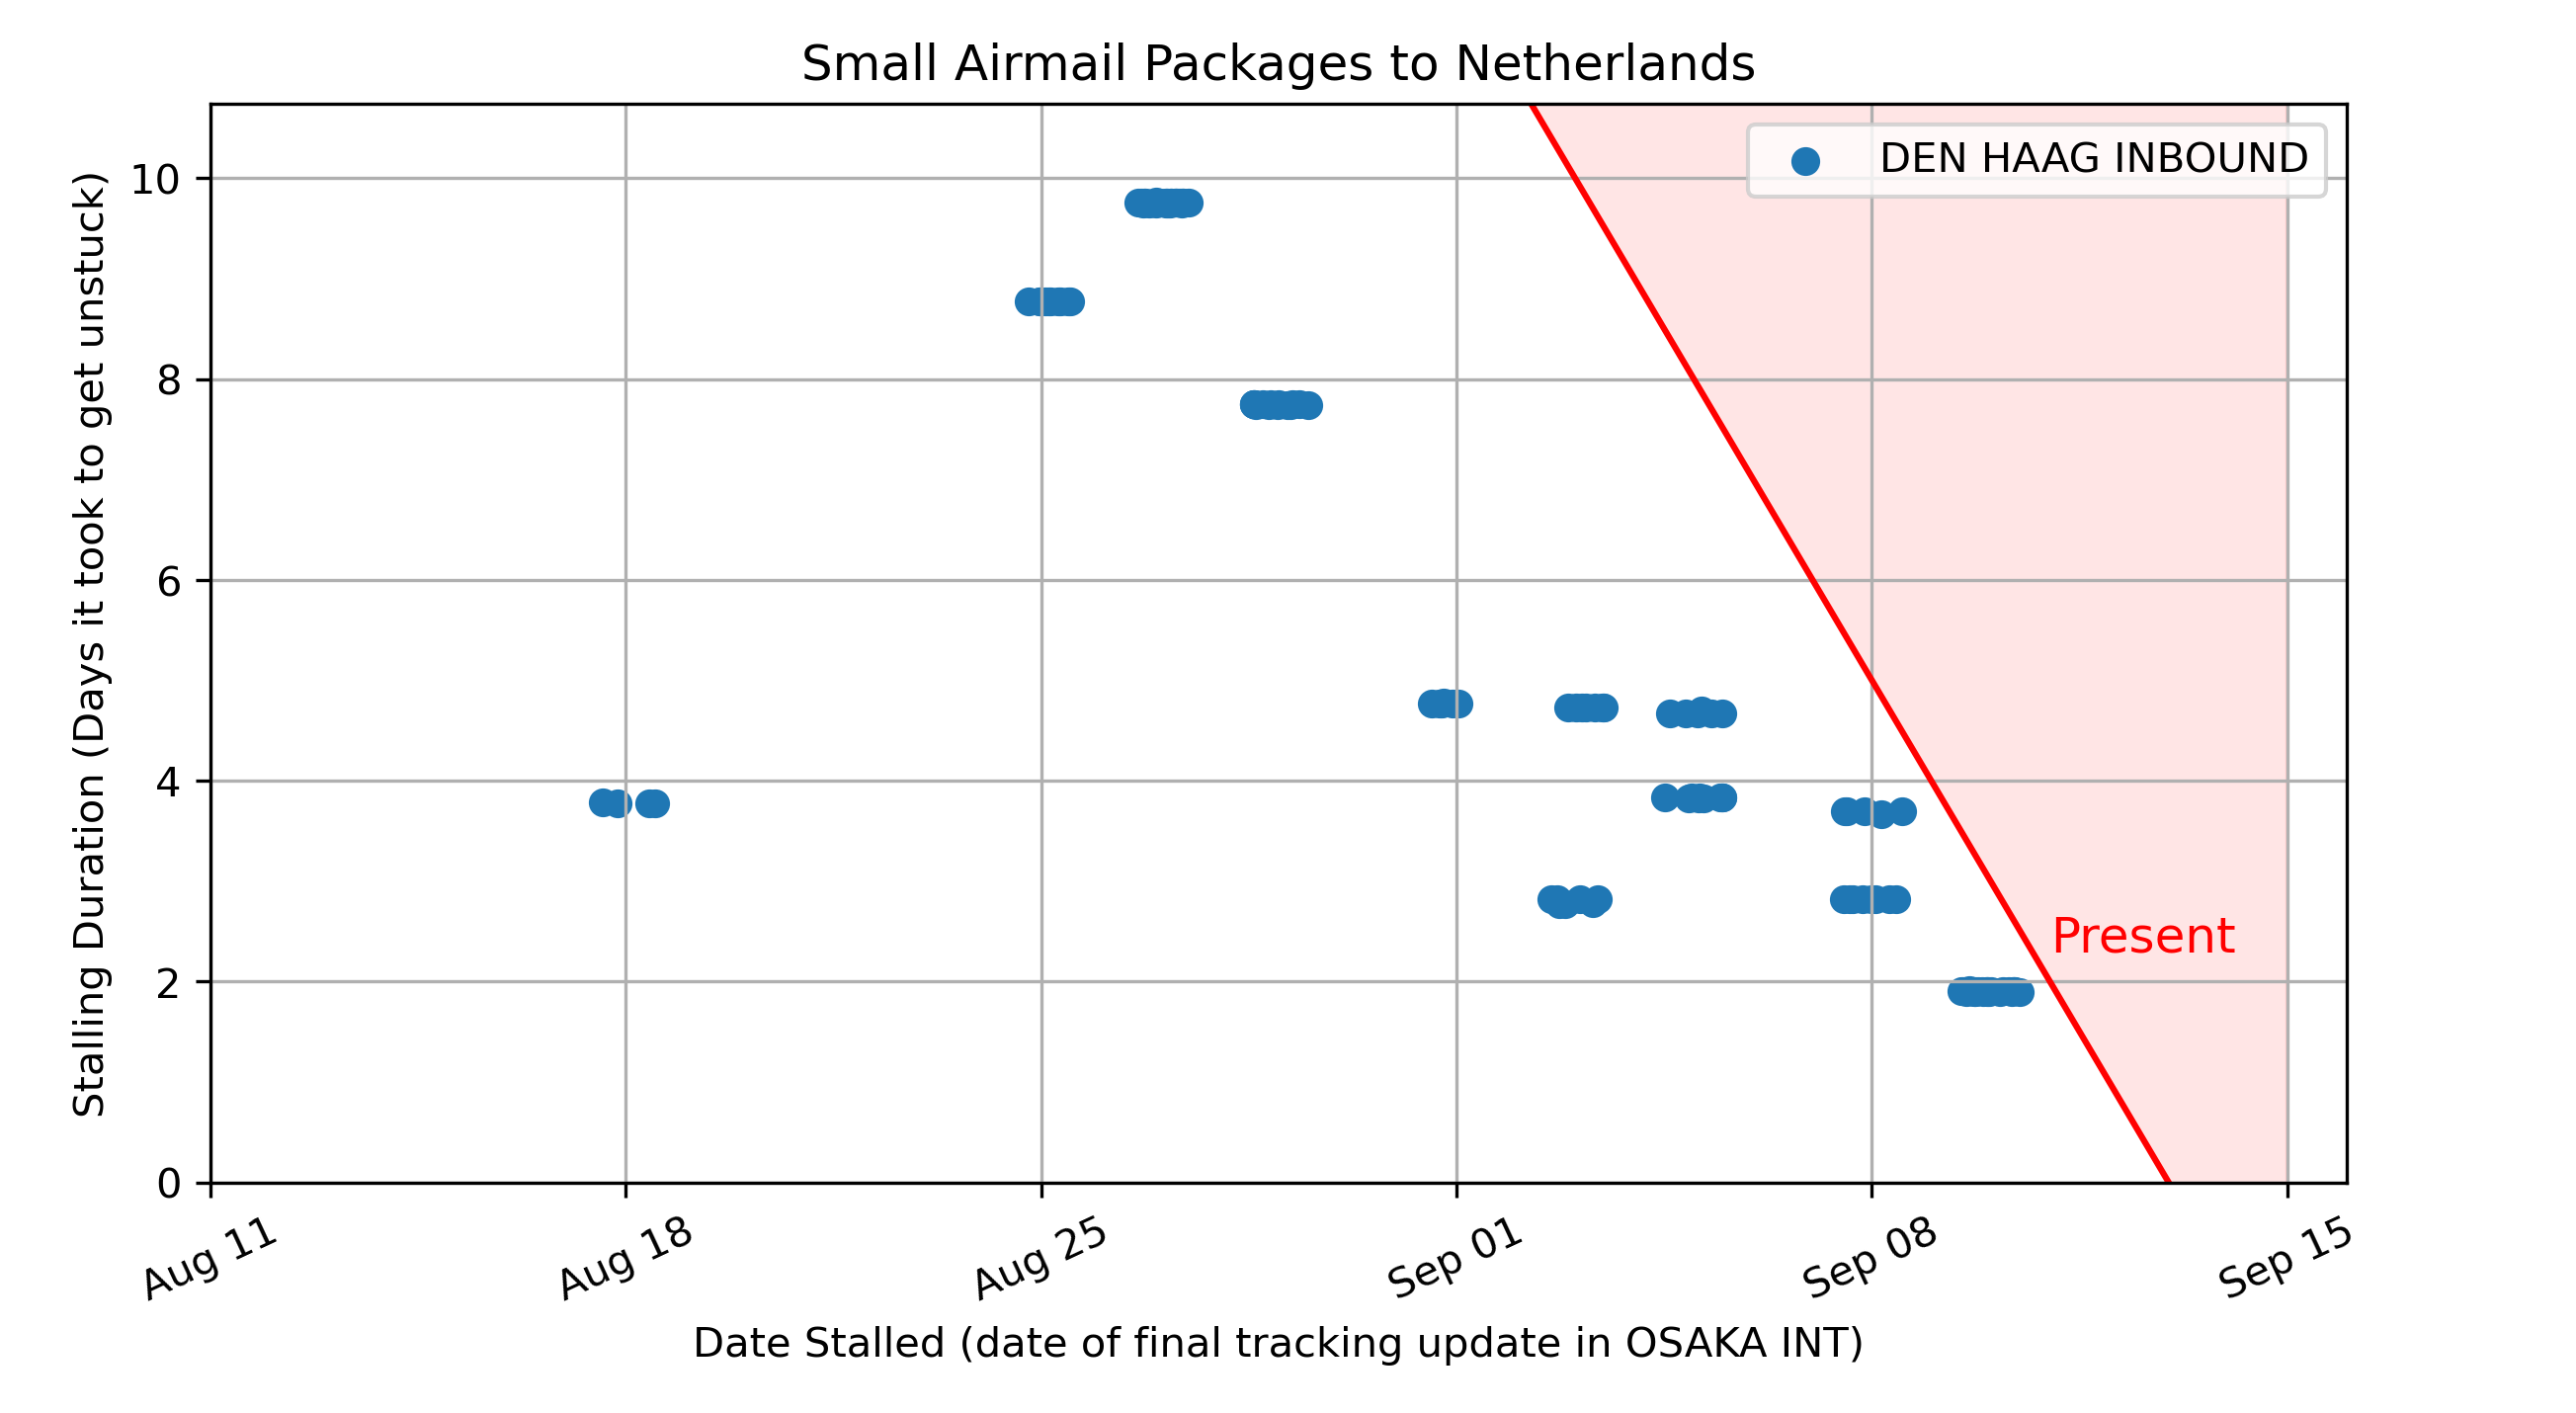 Small Airmail Packages to Netherlands
DEN HAAG INBOUND
Stalling Duration (Days it took to get unstuck)
10
8
6
4
2
0
Present
Aug 11
Aug 18
Aug 25
Sep 01
Sep 08
Sep 15
Date Stalled (date of final tracking update in OSAKA INT)